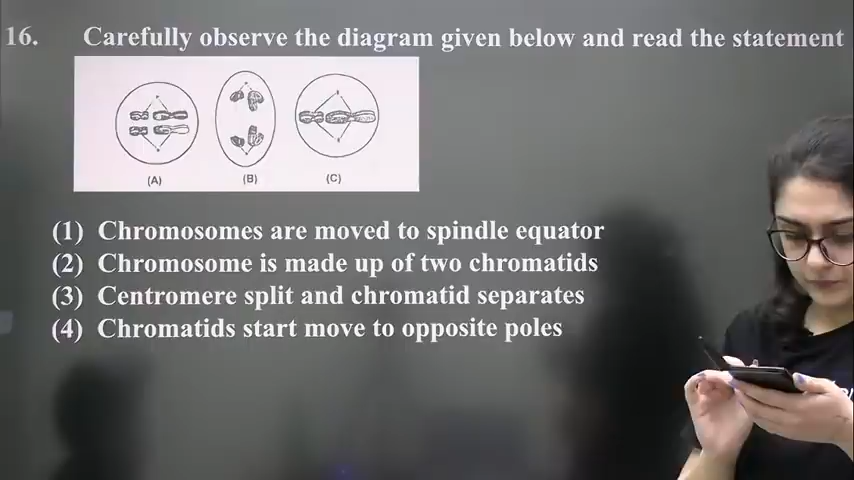 16. Carefully observe the diagram given below and read the statement
(A) (B) (C)
(1) Chromosomes are moved to spindle equator
(2) Chromosome is made up of two chromatids
(3) Centromere split and chromatid separates
(4) Chromatids start move to opposite poles